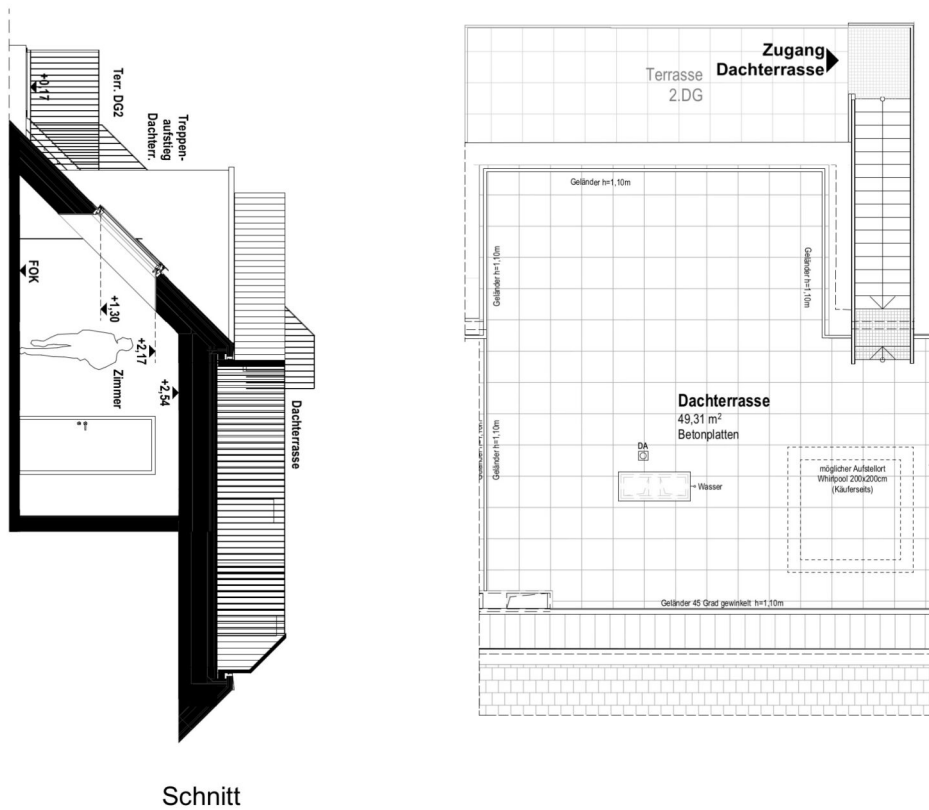 Terr. DG2
+0,17
Treppen-
aufstieg
Dachterr.
FOK
+1,30
+2,17
Zimmer
+2,54
Dachterrasse
Schnitt
Zugang
Dachterrasse
Terrasse
2.DG
Geländer h=1,10m
Geländer h=1,10m
Geländer h=1,10m
Geländer h=1,10m
Dachterrasse
49,31 m²
Betonplatten
DA
Wasser
möglicher Aufstellort
Whirlpool 200x200cm
(Käuferseits)
Geländer 45 Grad gewinkelt h=1,10m